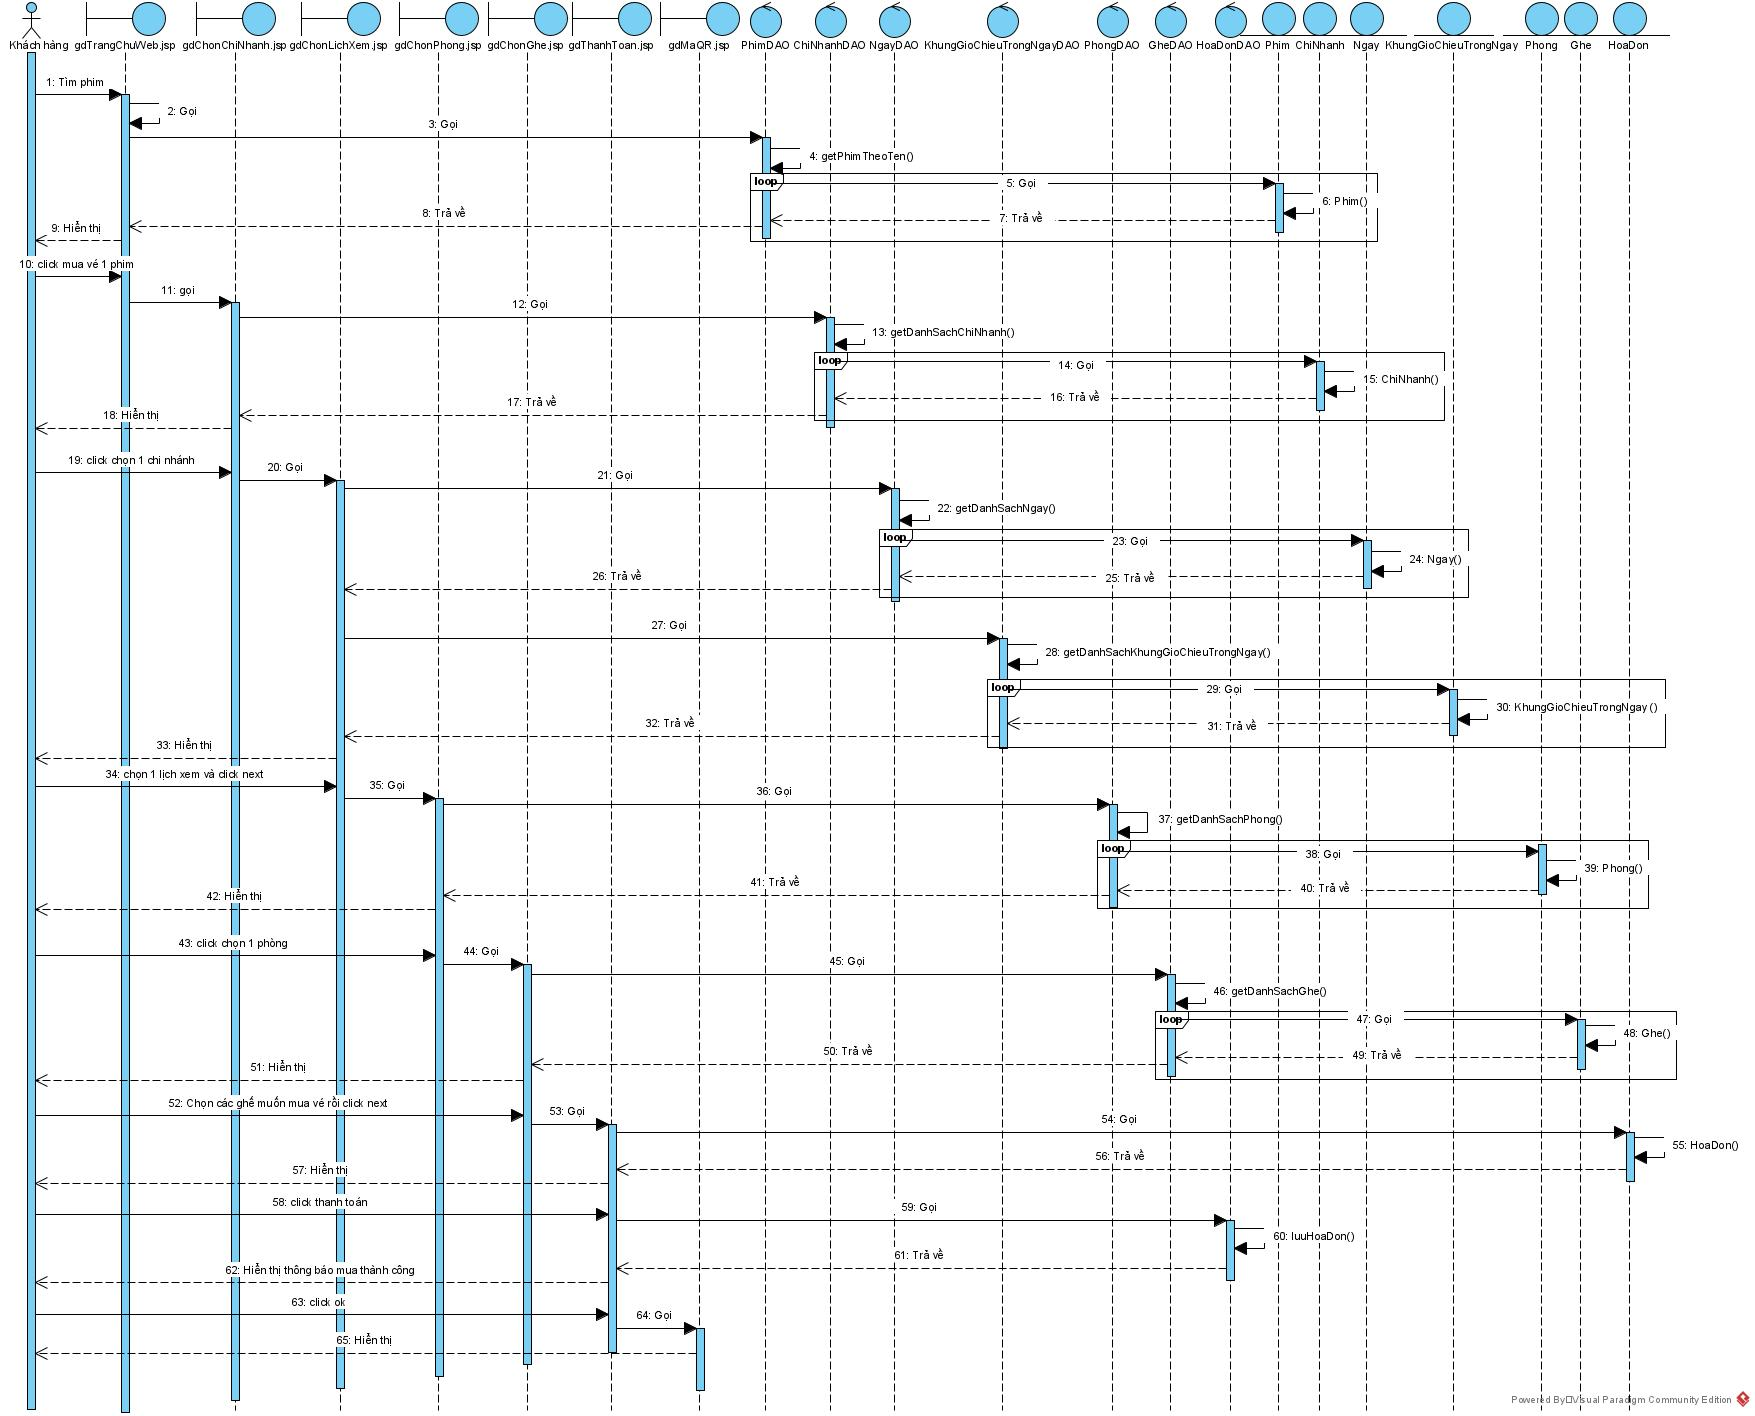 Khách hàng
gdTrangChuWeb.jsp
gdChonChiNhanh.jsp
gdChonLichXem.jsp
gdChonPhong.jsp
gdChonGhe.jsp
gdThanhToan.jsp
gdMaQR.jsp
PhimDAO
ChiNhanhDAO
NgayDAO
KhungGioChieuTrongNgayDAO
PhongDAO
GheDAO
HoaDonDAO
Phim
ChiNhanh
Ngay
KhungGioChieuTrongNgay
Phong
Ghe
HoaDon
1: Tìm phim
2: Gọi
3: Gọi
4: getPhimTheoTen()
loop
5: Gọi
6: Phim()
7: Trả về
8: Trả về
9: Hiển thị
10: click mua vé 1 phim
11: gọi
12: Gọi
13: getDanhSachChiNhanh()
loop
14: Gọi
15: ChiNhanh()
16: Trả về
17: Trả về
18: Hiển thị
19: click chọn 1 chi nhánh
20: Gọi
21: Gọi
22: getDanhSachNgay()
loop
23: Gọi
24: Ngay()
25: Trả về
26: Trả về
27: Gọi
28: getDanhSachKhungGioChieuTrongNgay()
loop
29: Gọi
30: KhungGioChieuTrongNgay()
31: Trả về
32: Trả về
33: Hiển thị
34: chọn 1 lịch xem và click next
35: Gọi
36: Gọi
37: getDanhSachPhong()
loop
38: Gọi
39: Phong()
40: Trả về
41: Trả về
42: Hiển thị
43: click chọn 1 phòng
44: Gọi
45: Gọi
46: getDanhSachGhe()
loop
47: Gọi
48: Ghe()
49: Trả về
50: Trả về
51: Hiển thị
52: Chọn các ghế muốn mua vé rồi click next
53: Gọi
54: Gọi
55: HoaDon()
56: Trả về
57: Hiển thị
58: click thanh toán
59: Gọi
60: luuHoaDon()
61: Trả về
62: Hiển thị thông báo mua thành công
63: click ok
64: Gọi
65: Hiển thị
Powered By Visual Paradigm Community Edition